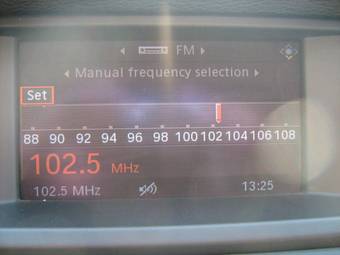 FM
Manual frequency selection
Set
88 90 92 94 96 98 100 102 104 106 108
102.5 MHz
102.5 MHz 13:25